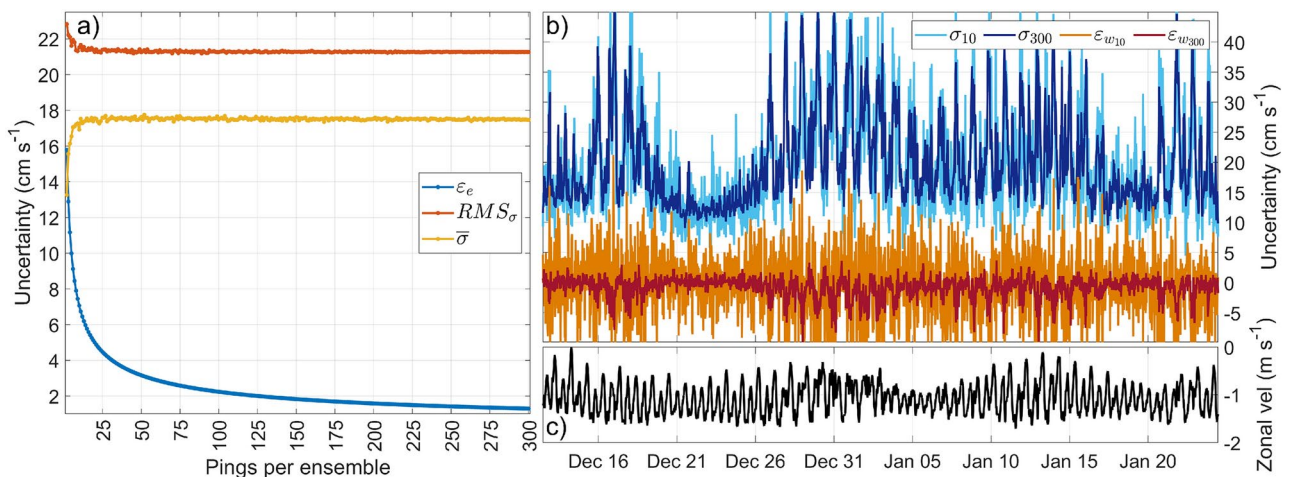 a)
Uncertainty (cm s⁻¹)
22
20
18
16
14
12
10
8
6
4
2
εₑ
RMS_σ
σ̅
25 50 75 100 125 150 175 200 225 250 275 300
Pings per ensemble
b)
σ₁₀ σ₃₀₀ ε_w₁₀ ε_w₃₀₀
40
35
30
25
20
15
10
5
0
-5
Uncertainty (cm s⁻¹)
c)
0
-1
-2
Zonal vel (m s⁻¹)
Dec 16 Dec 21 Dec 26 Dec 31 Jan 05 Jan 10 Jan 15 Jan 20